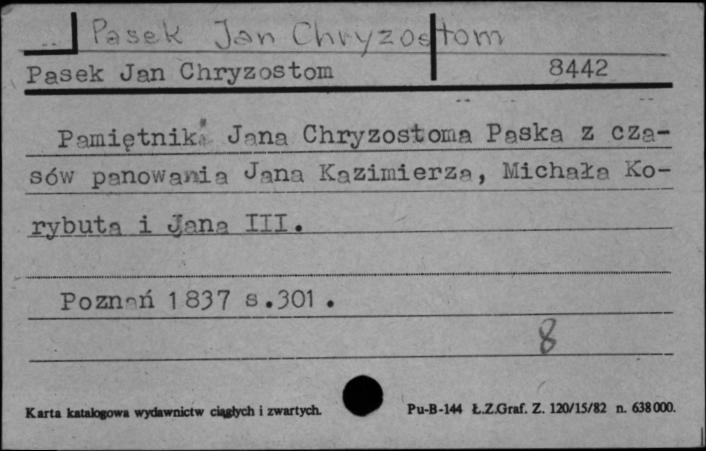 Pasek Jan Chryzostom
Pasek Jan Chryzostom 8442
Pamiętniki Jana Chryzostoma Paska z cza-
sów panowania Jana Kazimierza, Michała Ko-
rybuta i Jana III.
Poznań 1837 s.301 .
8
Karta katalogowa wydawnictw ciągłych i zwartych. Pu-B-144 Ł.Z.Graf. Z. 120/15/82 n. 638000.